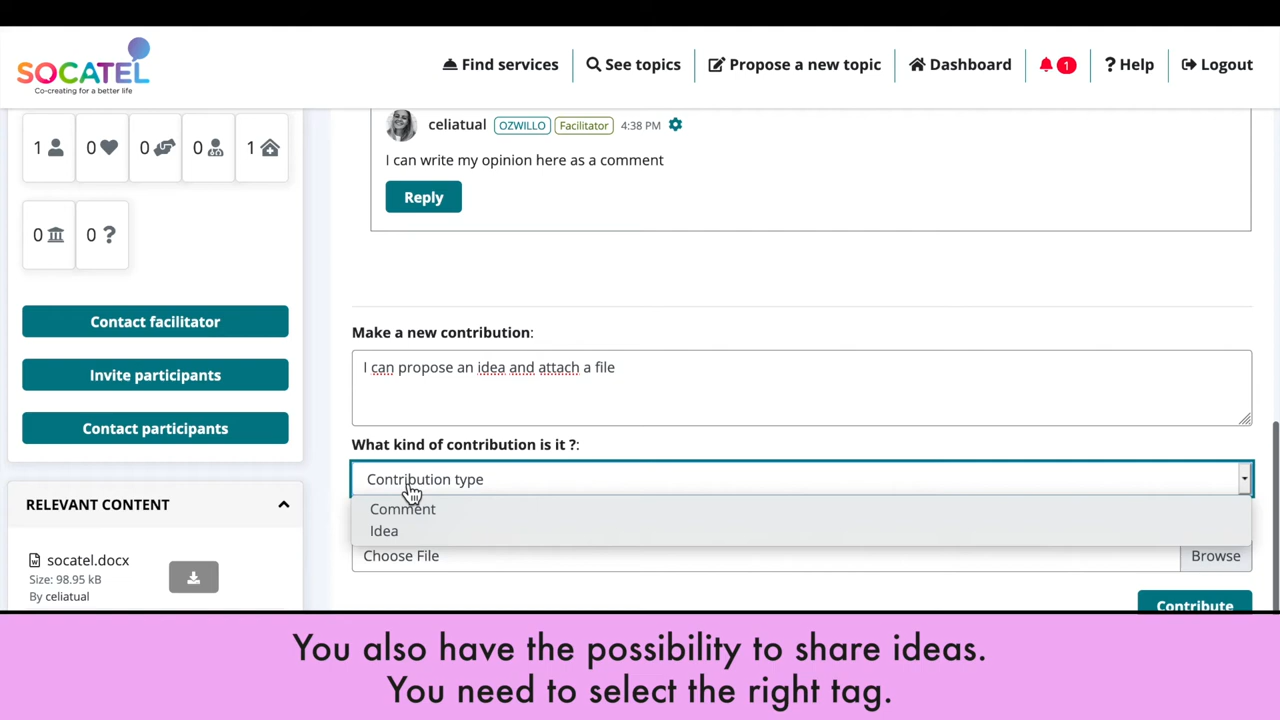 SOCATEL
Co-creating for a better life
Find services
See topics
Propose a new topic
Dashboard
1
? Help
Logout
1
0
0
0
1
0
0 ?
Contact facilitator
Invite participants
Contact participants
RELEVANT CONTENT
socatel.docx
Size: 98.95 kB
By celiatual
celiatual OZWILLO Facilitator 4:38 PM
I can write my opinion here as a comment
Reply
Make a new contribution:
I can propose an idea and attach a file
What kind of contribution is it ?:
Contribution type
Comment
Idea
Choose File Browse
Contribute
You also have the possibility to share ideas.
You need to select the right tag.